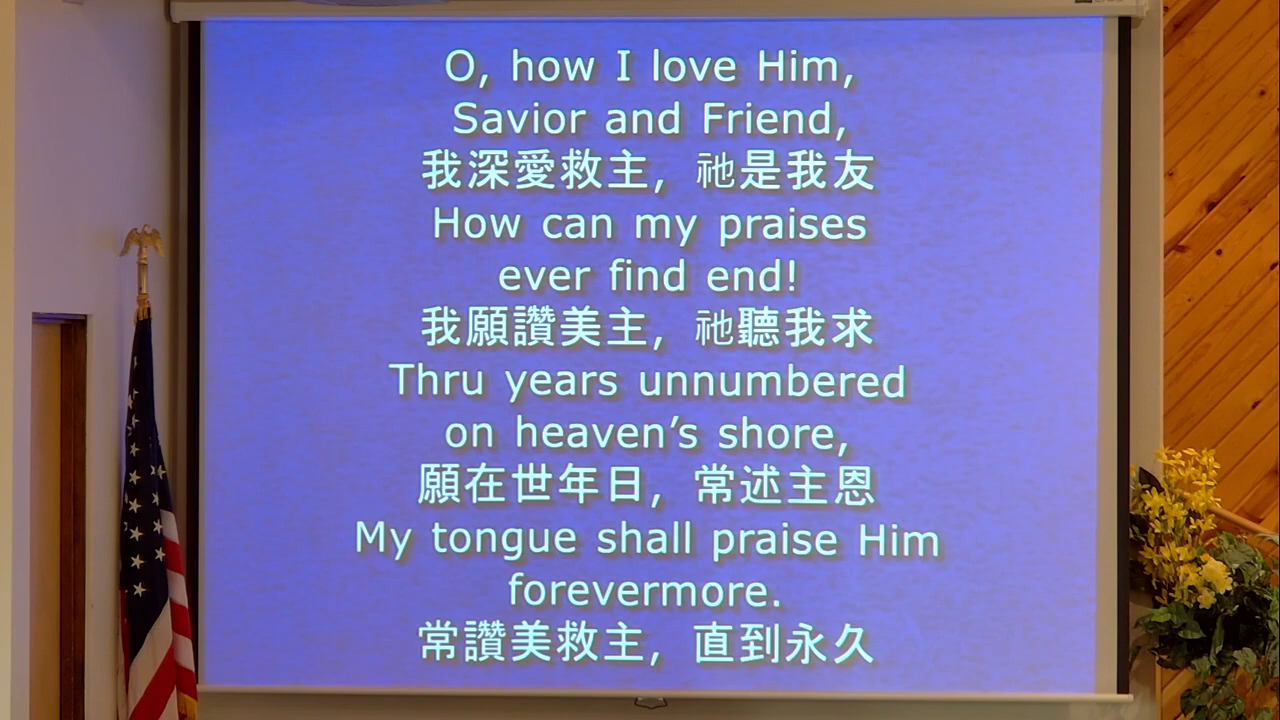 O, how I love Him,
Savior and Friend,
我深愛救主, 祂是我友
How can my praises
ever find end!
我願讚美主, 祂聽我求
Thru years unnumbered
on heaven’s shore,
願在世年日, 常述主恩
My tongue shall praise Him
forevermore.
常讚美救主, 直到永久